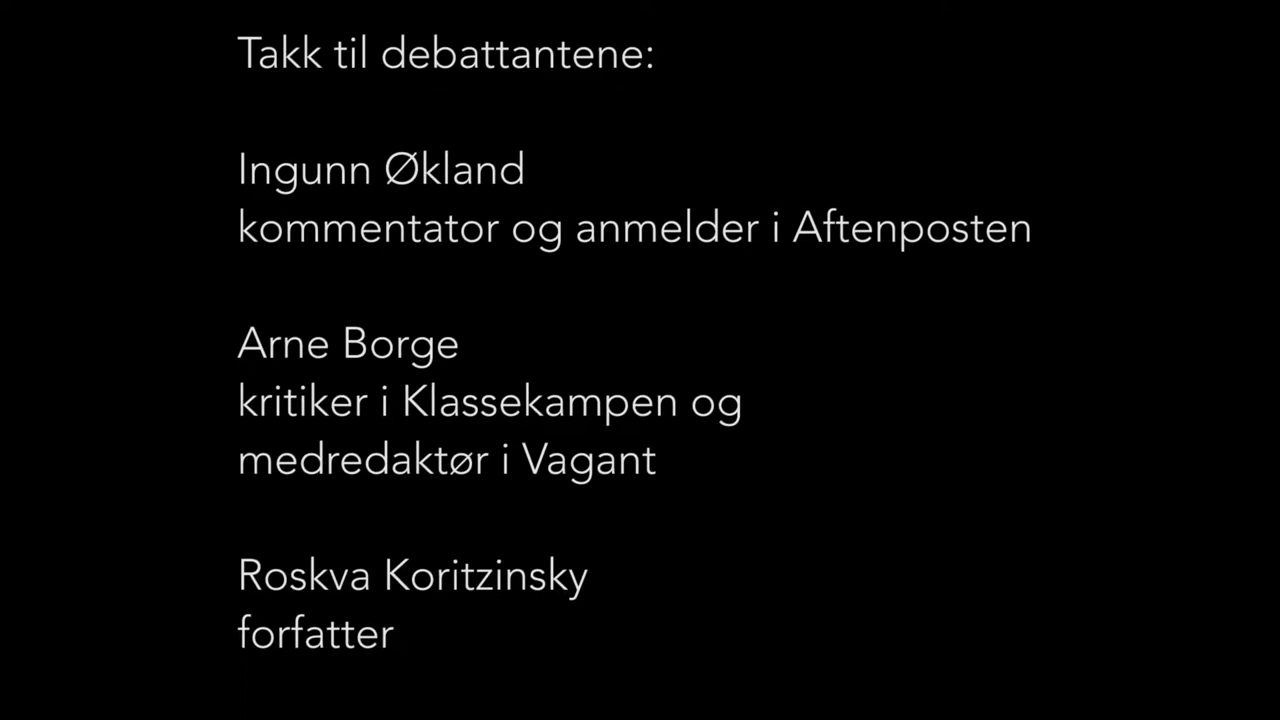 Takk til debattantene:
Ingunn Økland
kommentator og anmelder i Aftenposten
Arne Borge
kritiker i Klassekampen og
medredaktør i Vagant
Roskva Koritzinsky
forfatter